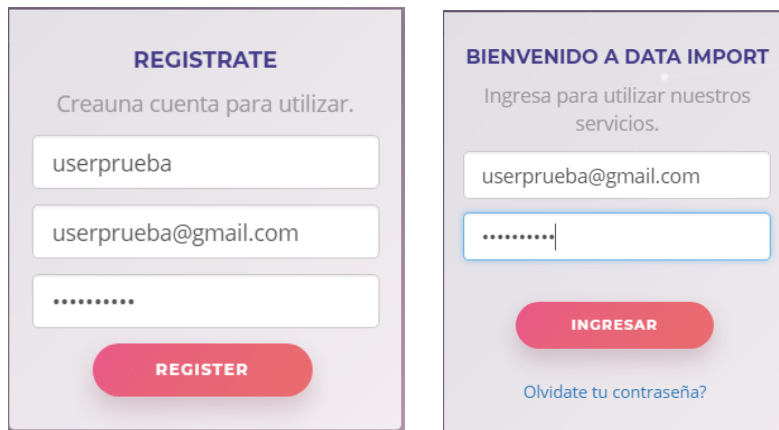 REGISTRATE
Creauna cuenta para utilizar.
userprueba
userprueba@gmail.com
••••••••••
REGISTER
BIENVENIDO A DATA IMPORT
Ingresa para utilizar nuestros
servicios.
userprueba@gmail.com
••••••••••
INGRESAR
Olvidate tu contraseña?